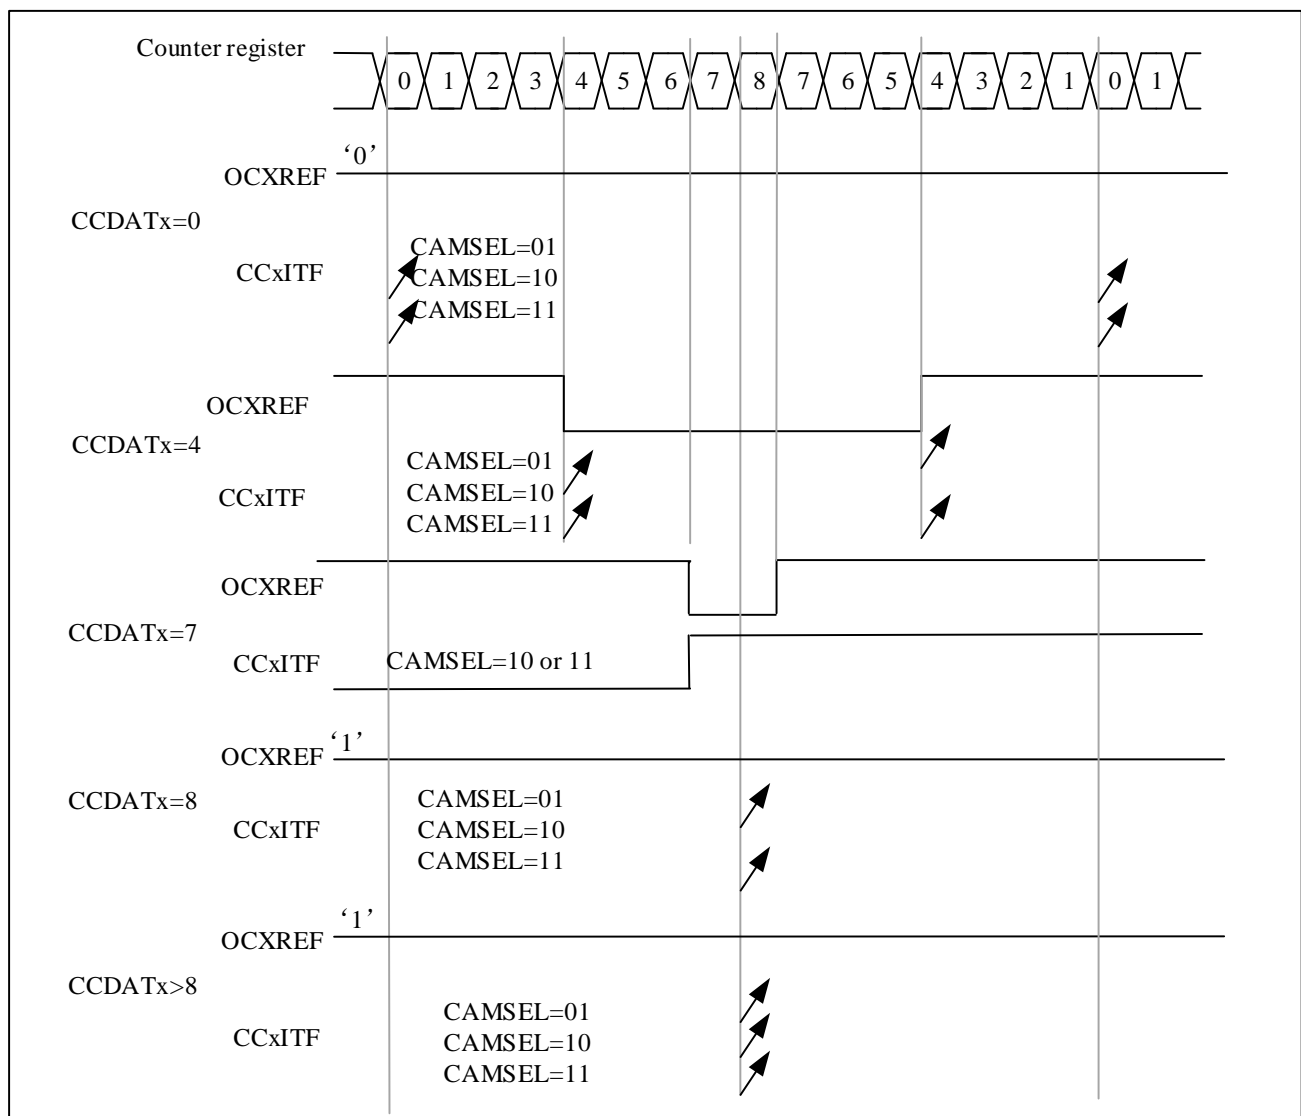 Counter register
0 1 2 3 4 5 6 7 8 7 6 5 4 3 2 1 0 1
‘0’
OCXREF
CCDATx=0
CAMSEL=01
CCxITF
CAMSEL=10
CAMSEL=11
OCXREF
CCDATx=4
CAMSEL=01
CAMSEL=10
CCxITF
CAMSEL=11
OCXREF
CCDATx=7
CCxITF
CAMSEL=10 or 11
‘1’
OCXREF
CCDATx=8
CAMSEL=01
CCxITF
CAMSEL=10
CAMSEL=11
‘1’
OCXREF
CCDATx>8
CAMSEL=01
CCxITF
CAMSEL=10
CAMSEL=11